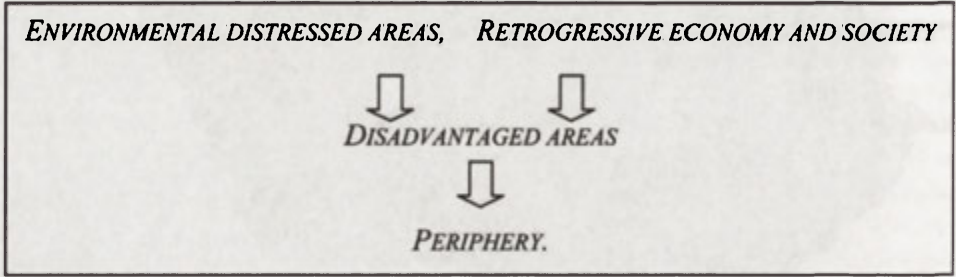 ENVIRONMENTAL DISTRESSED AREAS, RETROGRESSIVE ECONOMY AND SOCIETY
DISADVANTAGED AREAS
PERIPHERY.